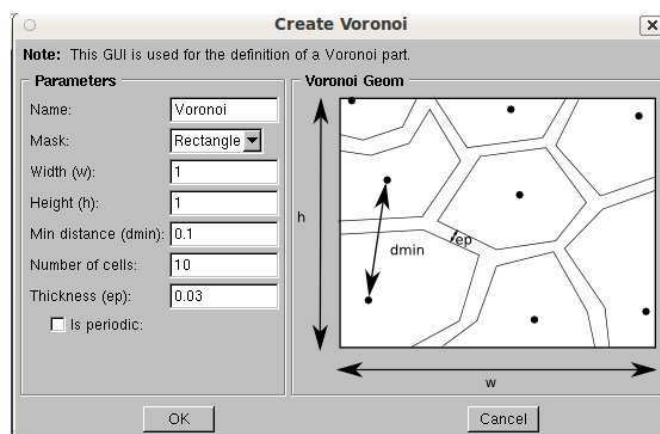 Create Voronoi
Note: This GUI is used for the definition of a Voronoi part.
Parameters
Name: Voronoi
Mask: Rectangle
Width (w): 1
Height (h): 1
Min distance (dmin): 0.1
Number of cells: 10
Thickness (ep): 0.03
Is periodic:
Voronoi Geom
h
ep
dmin
w
OK
Cancel